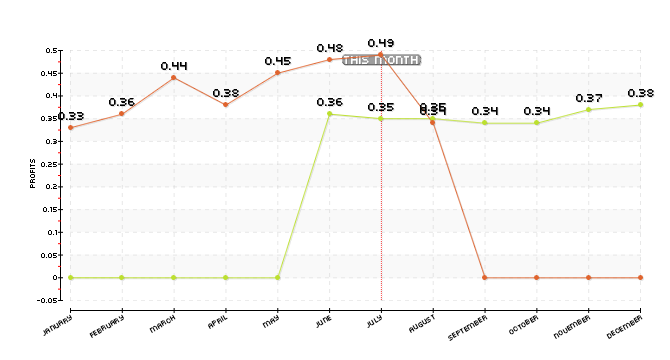 0.5
0.49
THIS MONTH
0.48
0.45
0.45
0.44
0.4
0.38
0.38
0.37
0.36
0.36
0.35
0.35
0.34
0.34
0.34
0.35
0.33
0.3
0.25
0.2
0.15
0.1
0.05
0
-0.05
PROFITS
JANUARY
FEBRUARY
MARCH
APRIL
MAY
JUNE
JULY
AUGUST
SEPTEMBER
OCTOBER
NOVEMBER
DECEMBER